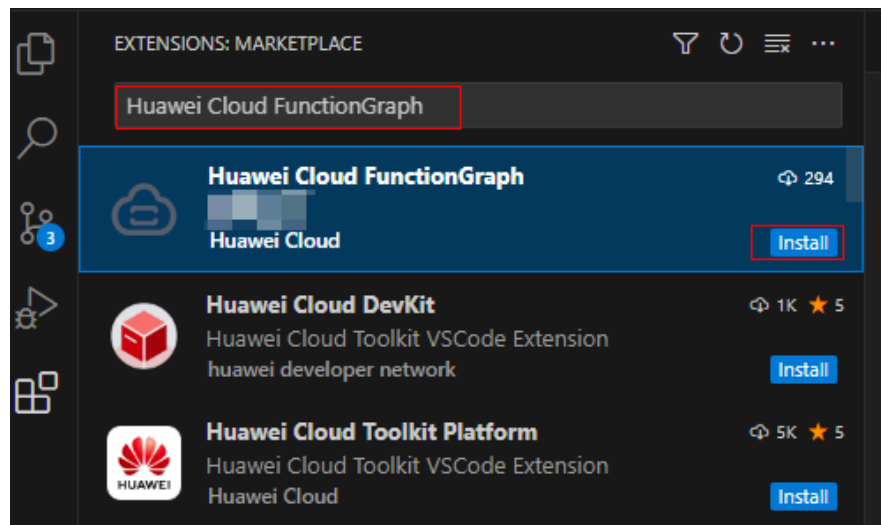 EXTENSIONS: MARKETPLACE
Huawei Cloud FunctionGraph
Huawei Cloud FunctionGraph 294
Huawei Cloud Install
3
Huawei Cloud DevKit 1K 5
Huawei Cloud Toolkit VSCode Extension
huawei developer network Install
Huawei Cloud Toolkit Platform 5K 5
Huawei Cloud Toolkit VSCode Extension
HUAWEI
Huawei Cloud Install